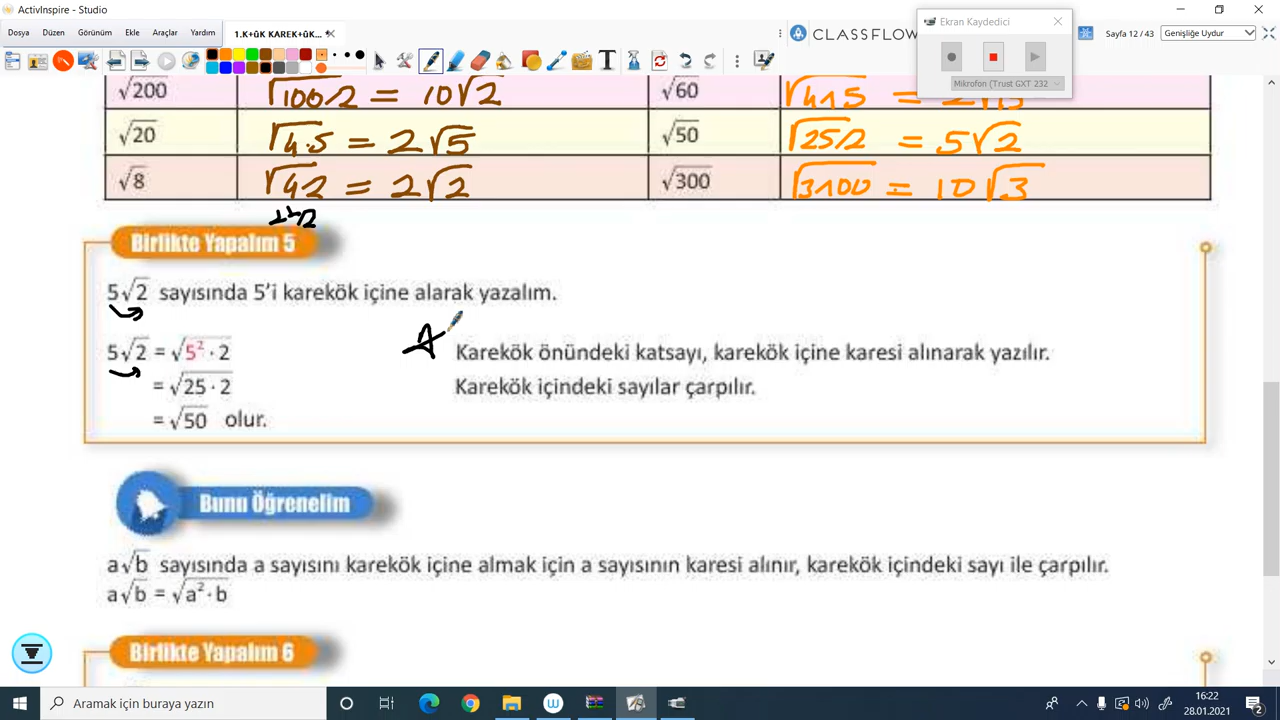 ActivInspire - Studio
Dosya Düzen Görünüm Ekle Araçlar Yardım
1.K+ûK KAREK+ûK...
CLASSFLOW
Sayfa 12 / 43
Genişliğe Uydur
Ekran Kaydedici
Mikrofon (Trust GXT 232
√200 √100·2 = 10√2 √60
√20 √4·5 = 2√5 √50 √25·2 = 5√2
√8 √4·2 = 2√2 √300 √3·100 = 10√3
Birlikte Yapalım 5
5√2 sayısında 5'i karekök içine alarak yazalım.
5√2 = √5² · 2 Karekök önündeki katsayı, karekök içine karesi alınarak yazılır.
= √25 · 2 Karekök içindeki sayılar çarpılır.
= √50 olur.
Bunu Öğrenelim
a√b sayısında a sayısını karekök içine almak için a sayısının karesi alınır, karekök içindeki sayı ile çarpılır.
a√b = √a² · b
Birlikte Yapalım 6
Aramak için buraya yazın
16:22
28.01.2021
2